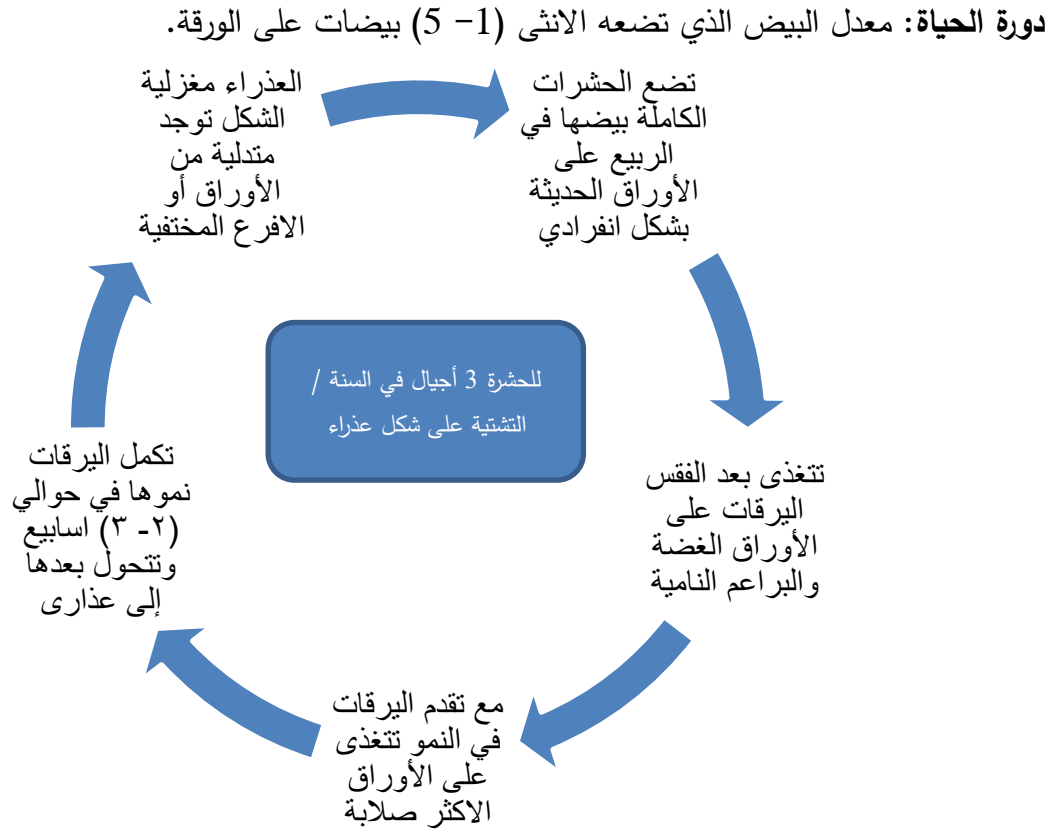 دورة الحياة: معدل البيض الذي تضعه الانثى (1- 5) بيضات على الورقة.
تضع الحشرات
الكاملة بيضها في
الربيع على
الأوراق الحديثة
بشكل انفرادي
تتغذى بعد الفقس
اليرقات على
الأوراق الغضة
والبراعم النامية
مع تقدم اليرقات
في النمو تتغذى
على الأوراق
الاكثر صلابة
تكمل اليرقات
نموها في حوالي
(٢- ٣) اسابيع
وتتحول بعدها
إلى عذارى
العذراء مغزلية
الشكل توجد
متدلية من
الأوراق أو
الافرع المختفية
للحشرة 3 أجيال في السنة /
التشتية على شكل عذراء